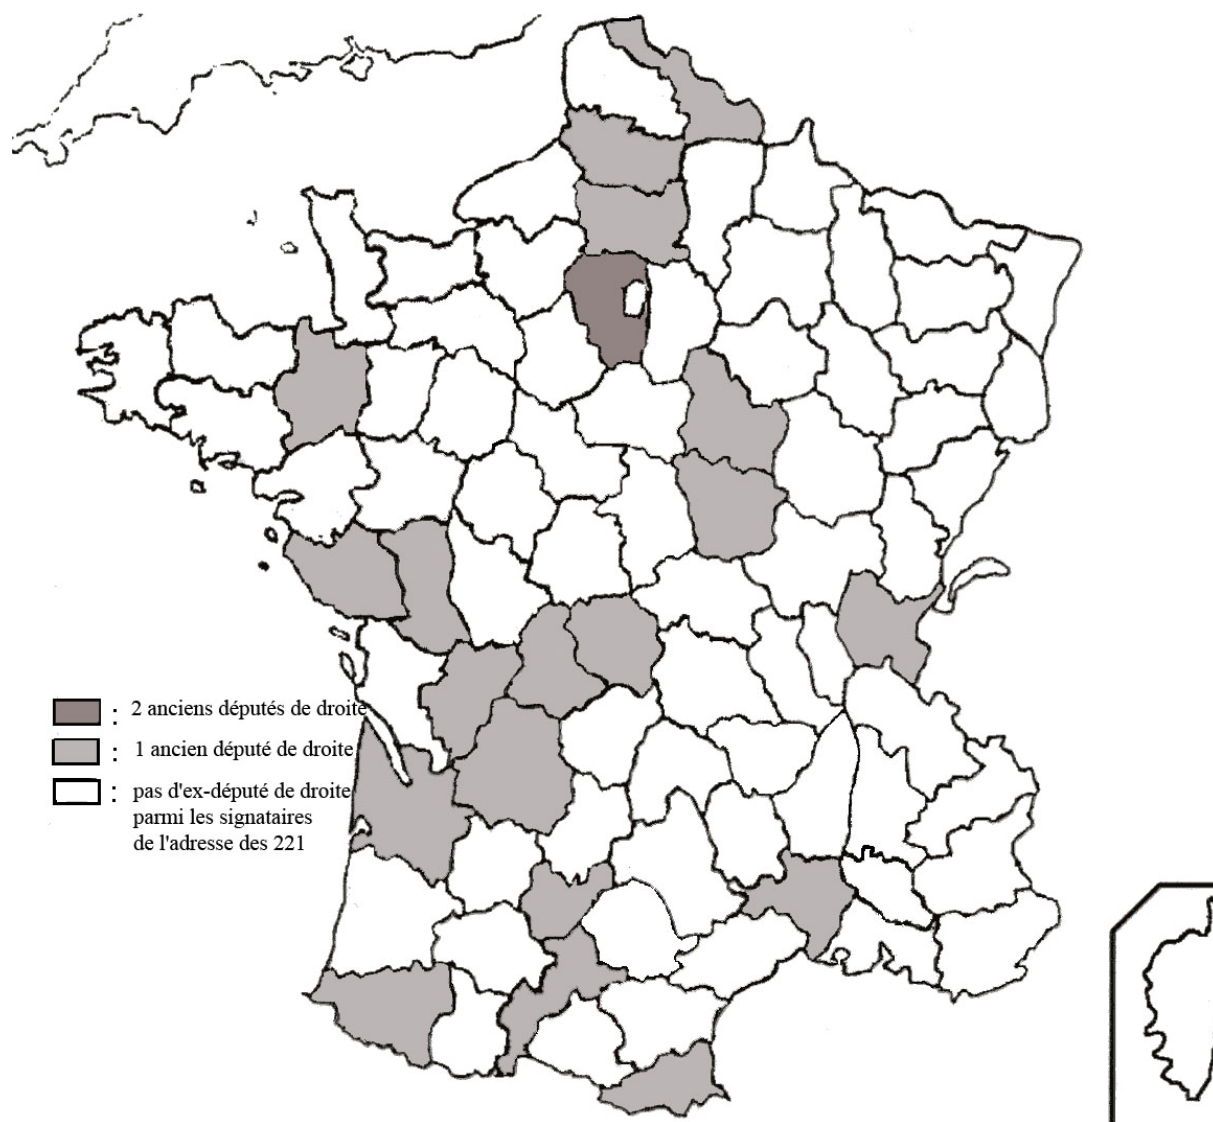 : 2 anciens députés de droite
: 1 ancien député de droite
: pas d'ex-député de droite
parmi les signataires
de l'adresse des 221